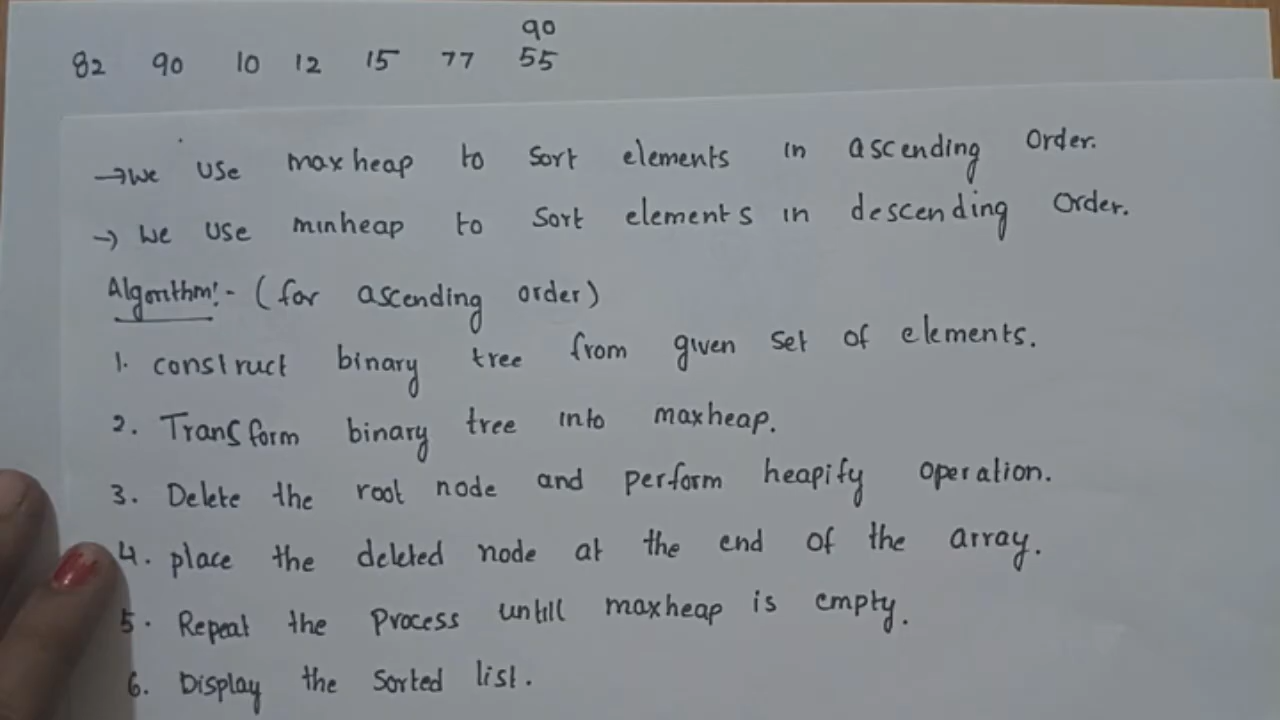 90
82 90 10 12 15 77 55
→ we use maxheap to sort elements in ascending order.
→ we use minheap to sort elements in descending order.
Algorithm:- (for ascending order)
1. construct binary tree from given set of elements.
2. Transform binary tree into maxheap.
3. Delete the root node and perform heapify operation.
4. place the deleted node at the end of the array.
5. Repeat the process untill maxheap is empty.
6. Display the sorted list.